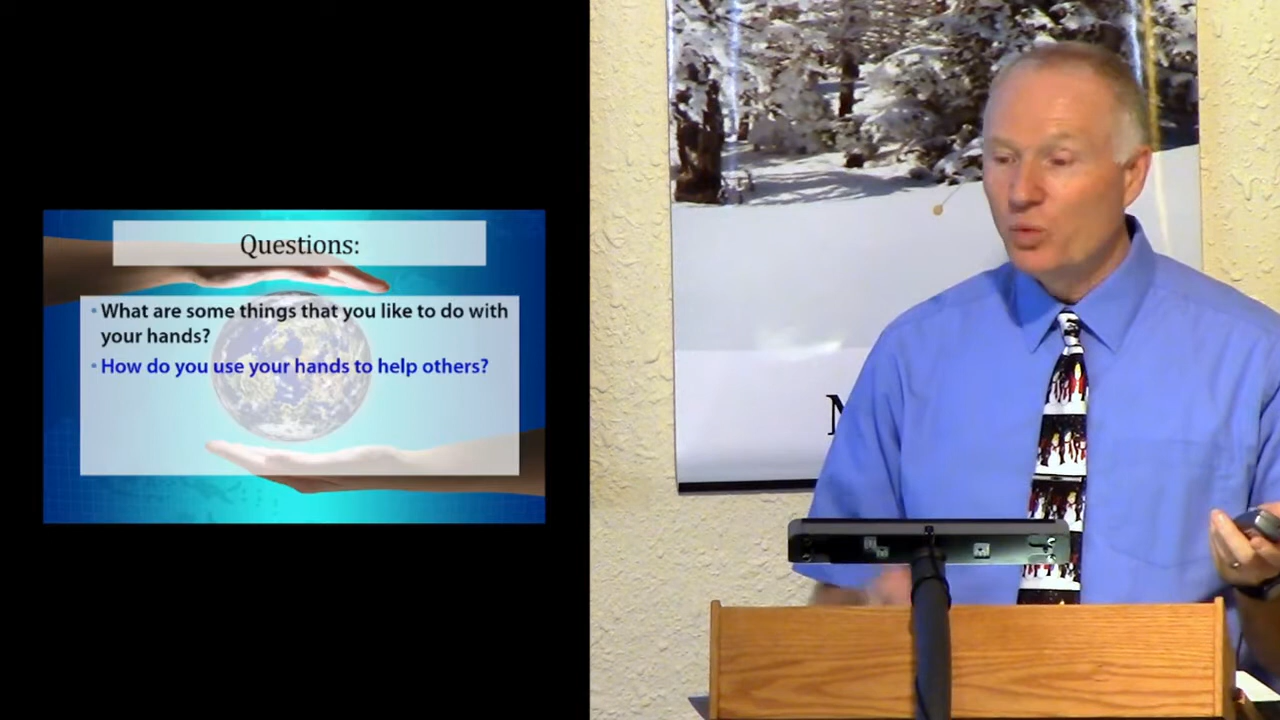 Questions:
• What are some things that you like to do with
your hands?
• How do you use your hands to help others?